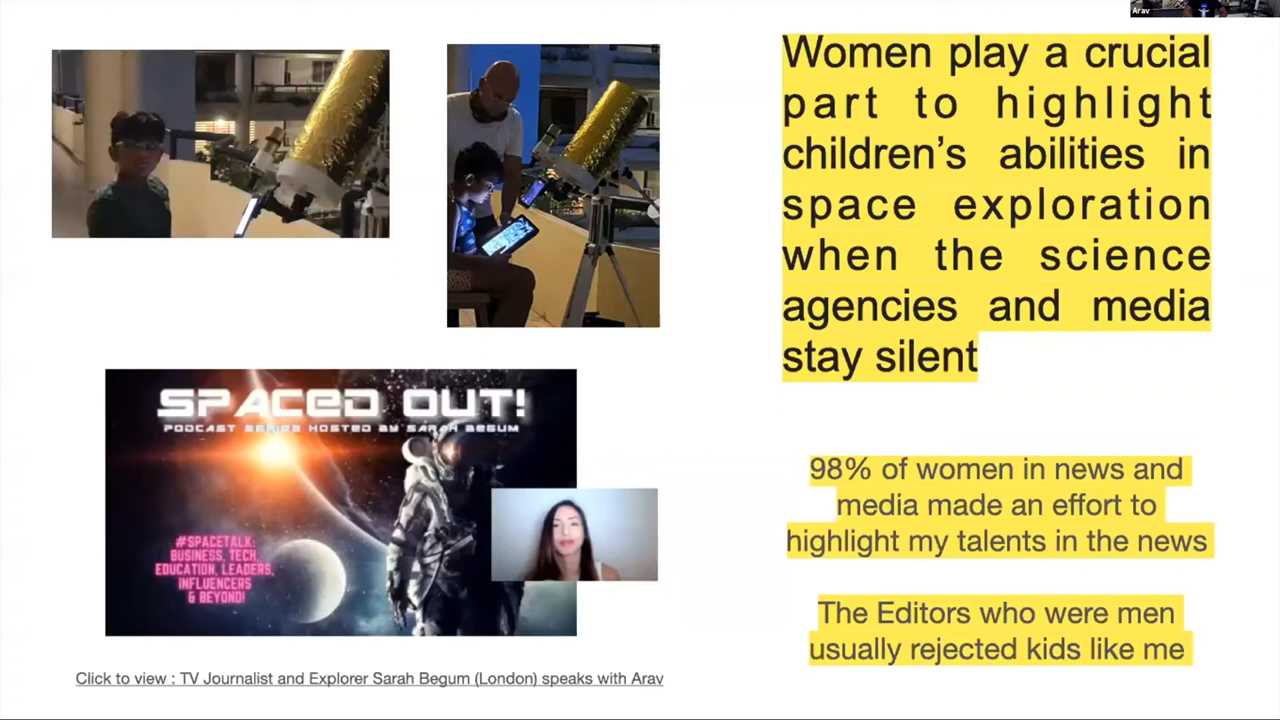 Arav
Women play a crucial
part to highlight
children’s abilities in
space exploration
when the science
agencies and media
stay silent
SPACED OUT!
PODCAST SERIES HOSTED BY SARAH BEGUM
#SPACETALK:
BUSINESS, TECH,
EDUCATION, LEADERS,
INFLUENCERS
& BEYOND!
98% of women in news and
media made an effort to
highlight my talents in the news
The Editors who were men
usually rejected kids like me
Click to view : TV Journalist and Explorer Sarah Begum (London) speaks with Arav